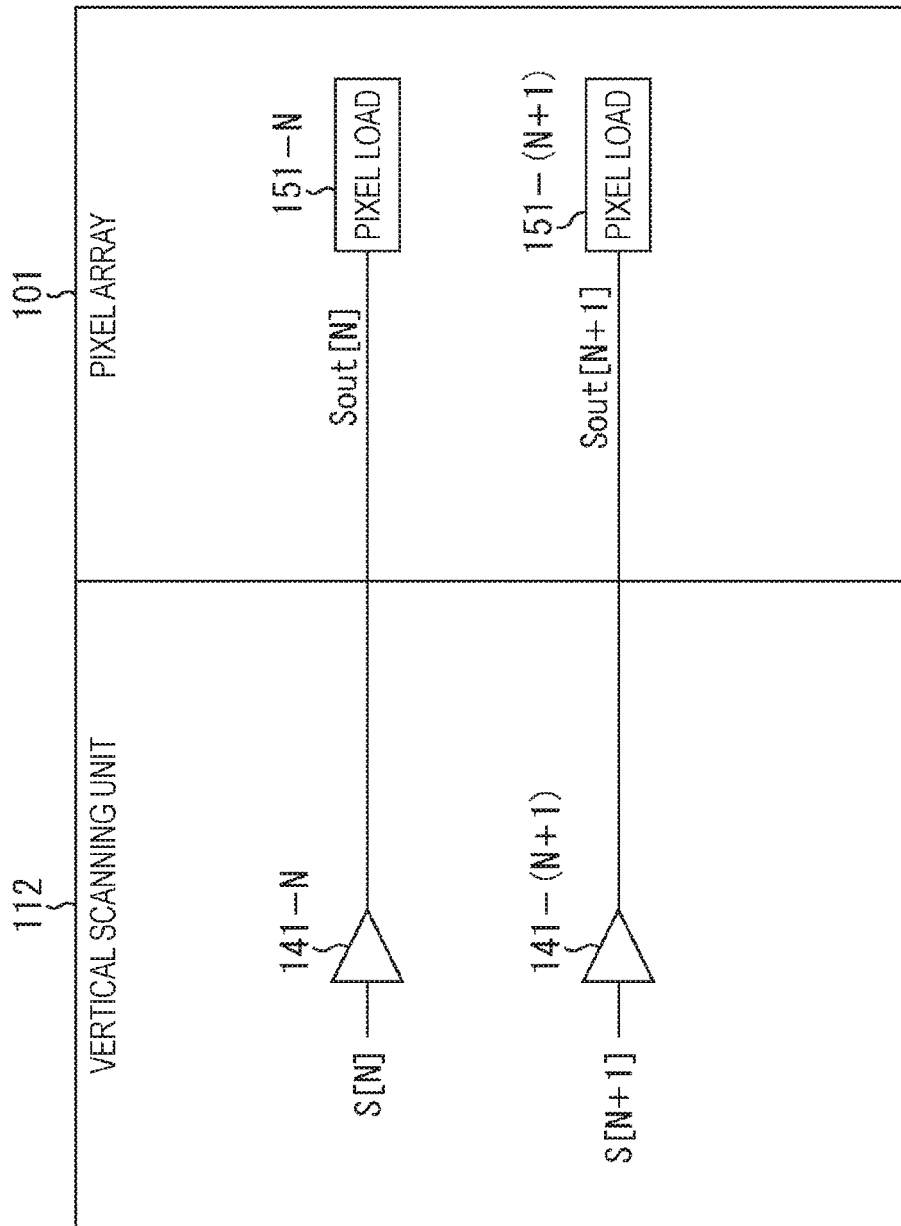 112
101
VERTICAL SCANNING UNIT
PIXEL ARRAY
141-N
151-N
S[N]
Sout[N]
PIXEL LOAD
141-(N+1)
151-(N+1)
S[N+1]
Sout[N+1]
PIXEL LOAD